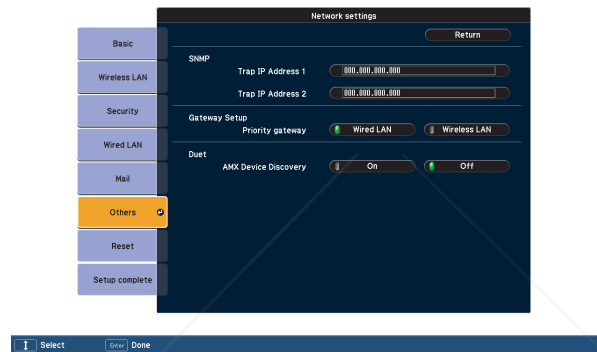 Network settings
Return
Basic
Wireless LAN
Security
Wired LAN
Mail
Others
Reset
Setup complete
SNMP
Trap IP Address 1 000.000.000.000
Trap IP Address 2 000.000.000.000
Gateway Setup
Priority gateway Wired LAN Wireless LAN
Duet
AMX Device Discovery On Off
Select Enter Done